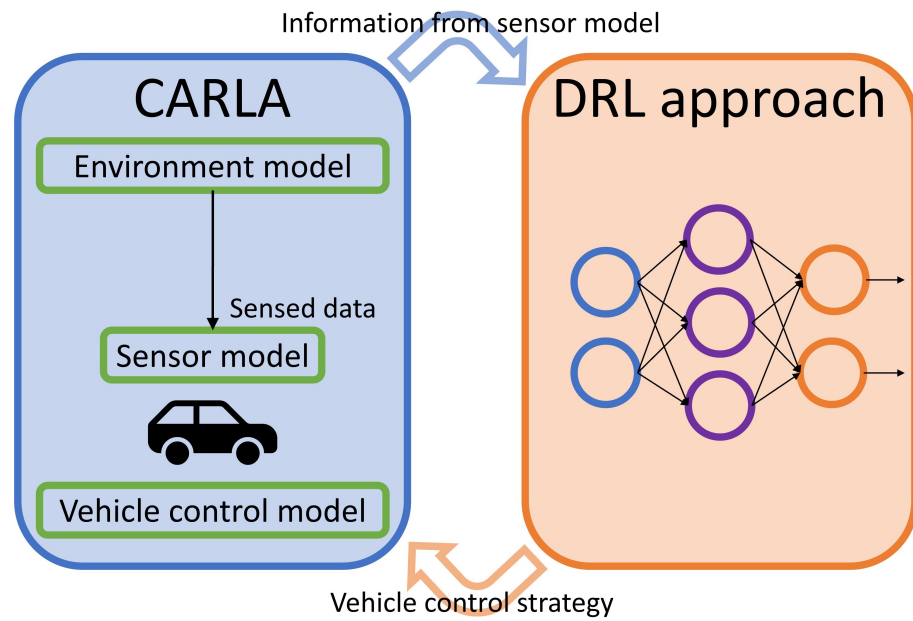 Information from sensor model
CARLA
Environment model
Sensed data
Sensor model
Vehicle control model
DRL approach
Vehicle control strategy